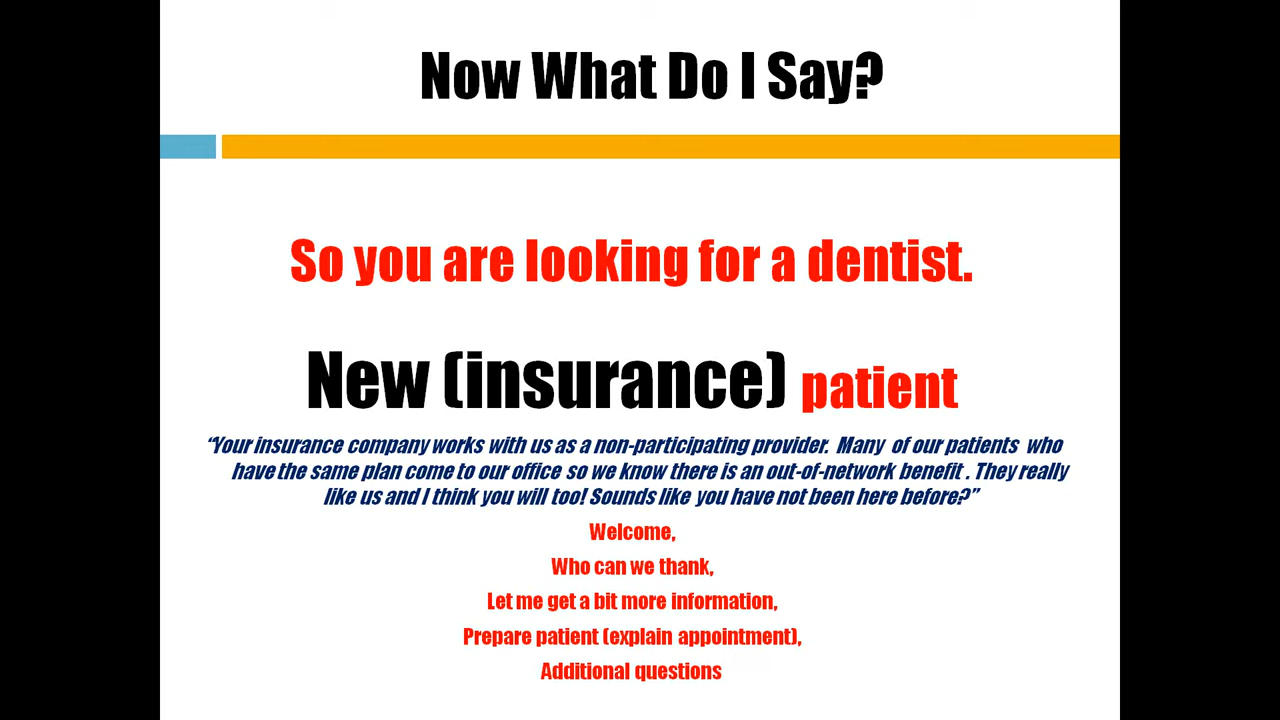 Now What Do I Say?
So you are looking for a dentist.
New (insurance) patient
“Your insurance company works with us as a non-participating provider. Many of our patients who
have the same plan come to our office so we know there is an out-of-network benefit . They really
like us and I think you will too! Sounds like you have not been here before?”
Welcome,
Who can we thank,
Let me get a bit more information,
Prepare patient (explain appointment),
Additional questions